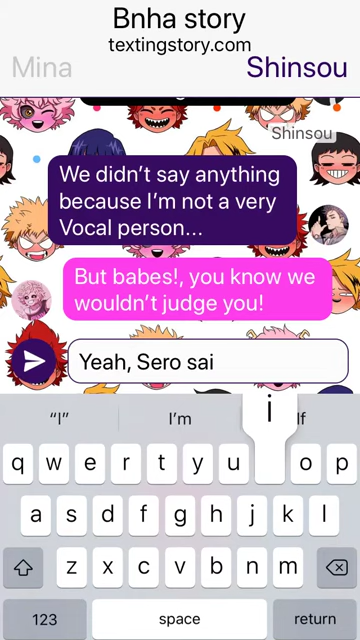 Bnha story
textingstory.com
Mina
Shinsou
Shinsou
We didn’t say anything
because I’m not a very
Vocal person...
But babes!, you know we
wouldn’t judge you!
Yeah, Sero sai
“I” I’m lf
i
q w e r t y u o p
a s d f g h j k l
z x c v b n m
123 space return